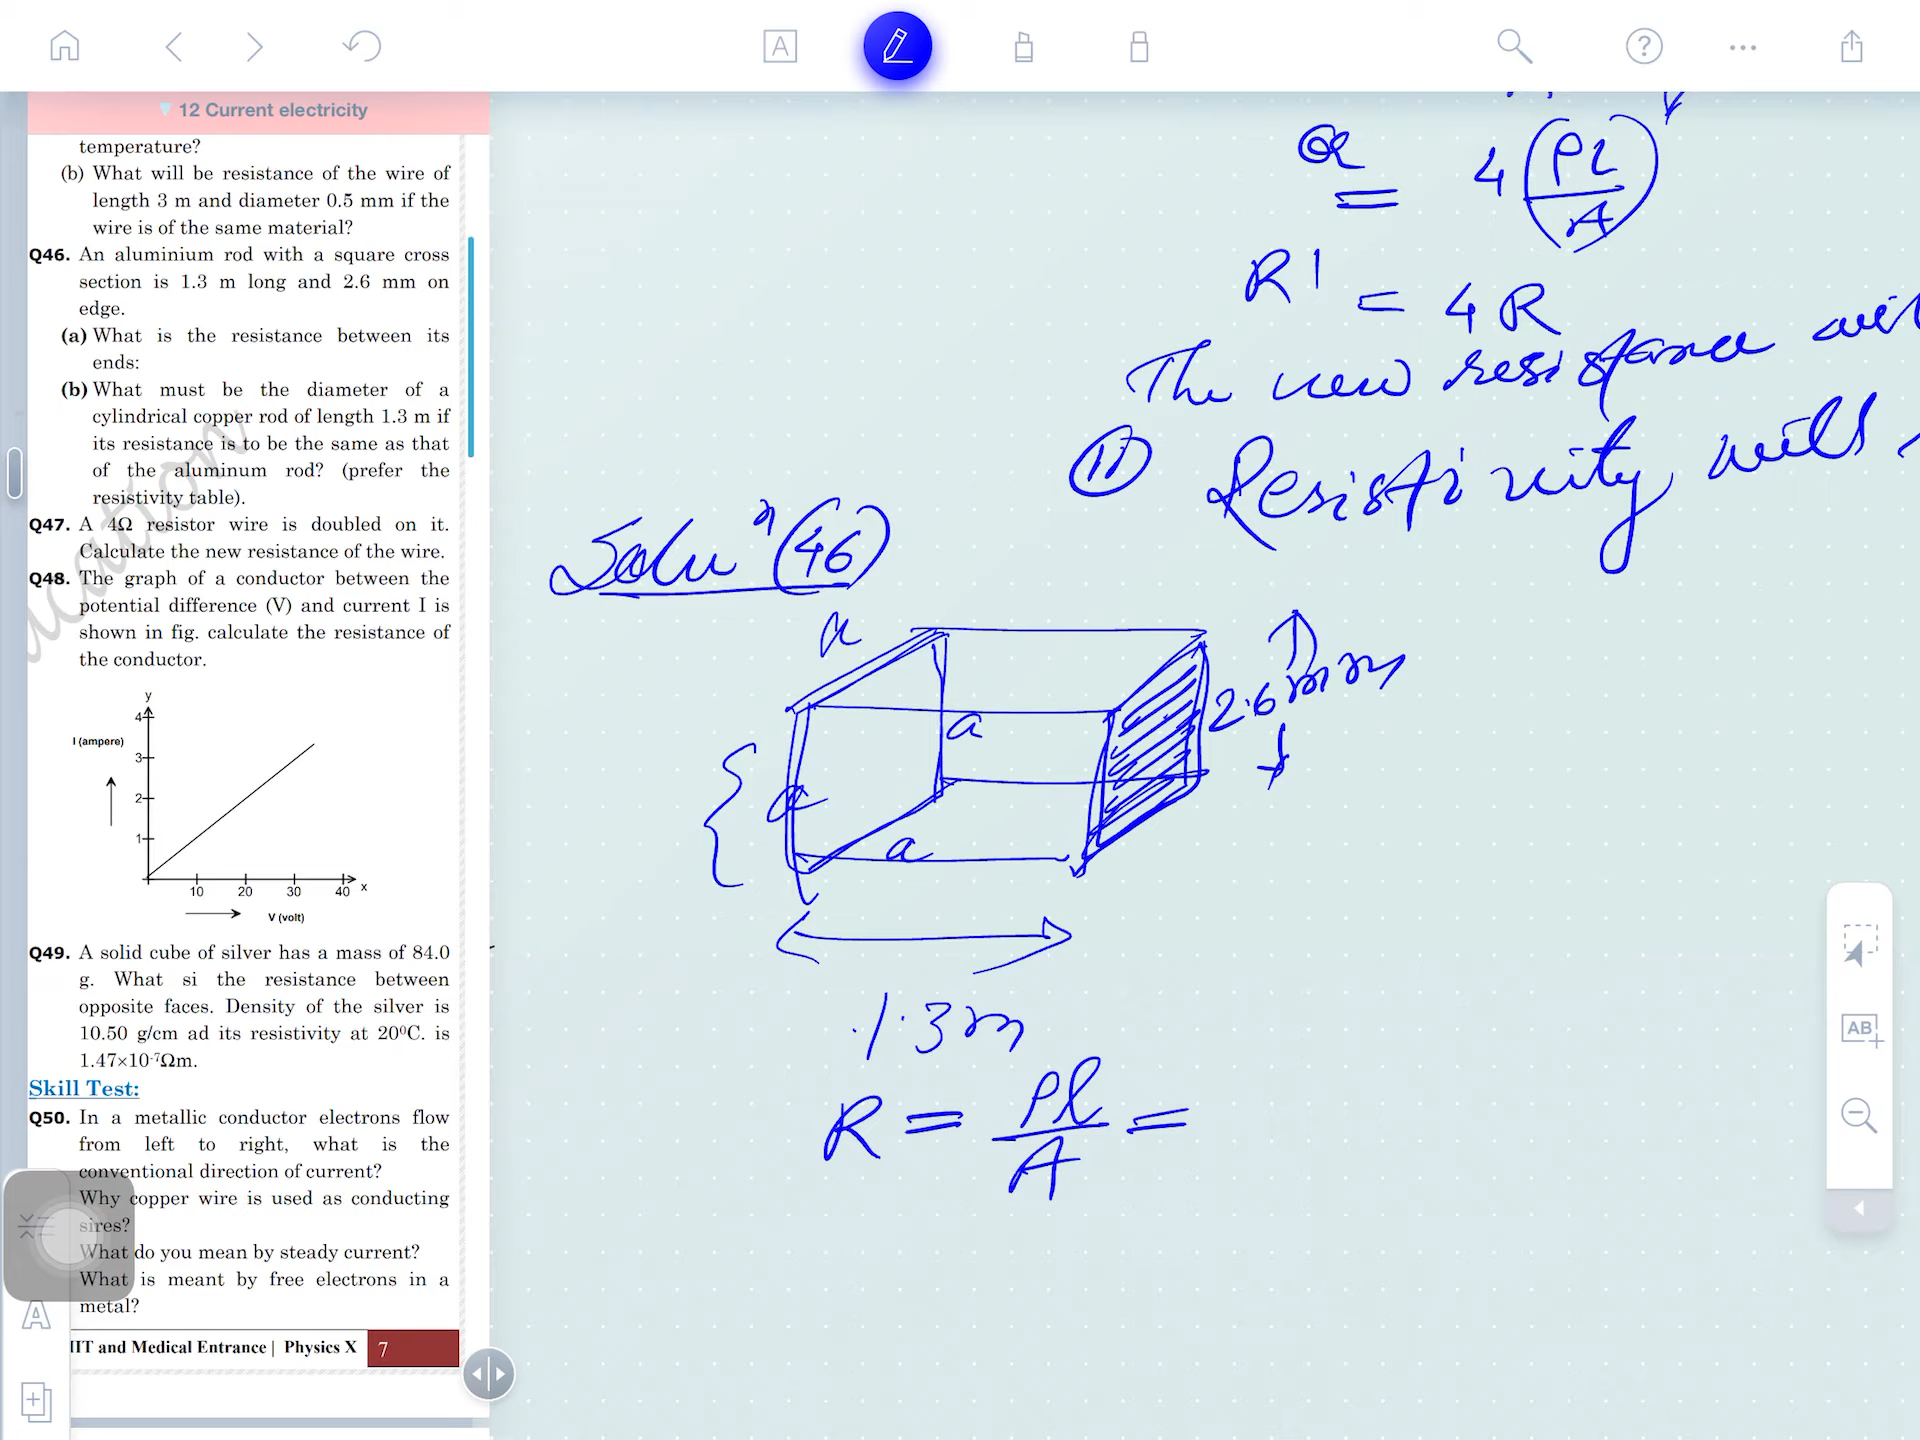 12 Current electricity
temperature?
(b) What will be resistance of the wire of
length 3 m and diameter 0.5 mm if the
wire is of the same material?
Q46. An aluminium rod with a square cross
section is 1.3 m long and 2.6 mm on
edge.
(a) What is the resistance between its
ends:
(b) What must be the diameter of a
cylindrical copper rod of length 1.3 m if
its resistance is to be the same as that
of the aluminum rod? (prefer the
resistivity table).
Q47. A 4Ω resistor wire is doubled on it.
Calculate the new resistance of the wire.
Q48. The graph of a conductor between the
potential difference (V) and current I is
shown in fig. calculate the resistance of
the conductor.
y
4
I (ampere)
3
2
1
10 20 30 40 x
V (volt)
Q49. A solid cube of silver has a mass of 84.0
g. What si the resistance between
opposite faces. Density of the silver is
10.50 g/cm ad its resistivity at 20⁰C. is
1.47×10⁻⁷Ωm.
Skill Test:
Q50. In a metallic conductor electrons flow
from left to right, what is the
conventional direction of current?
Why copper wire is used as conducting
sires?
What do you mean by steady current?
What is meant by free electrons in a
metal?
IIT and Medical Entrance | Physics X 7
= 4 (ρl/A)
R' = 4R
The new resistance
(ii) Resistivity will
Soluⁿ (46)
a
a
a
2.6 mm
a
1.3 m
R = ρl/A =
A
AB
A